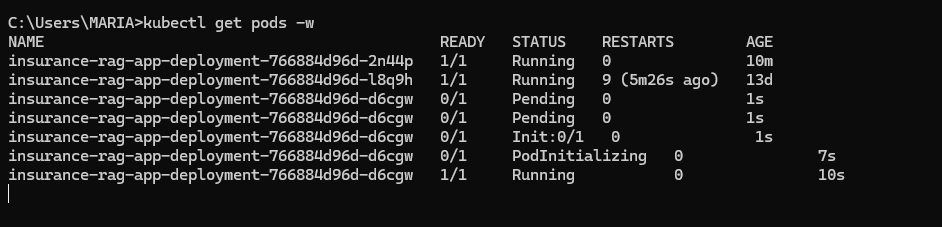 C:\Users\MARIA>kubectl get pods -w
NAME READY STATUS RESTARTS AGE
insurance-rag-app-deployment-766884d96d-2n44p 1/1 Running 0 10m
insurance-rag-app-deployment-766884d96d-l8q9h 1/1 Running 9 (5m26s ago) 13d
insurance-rag-app-deployment-766884d96d-d6cgw 0/1 Pending 0 1s
insurance-rag-app-deployment-766884d96d-d6cgw 0/1 Pending 0 1s
insurance-rag-app-deployment-766884d96d-d6cgw 0/1 Init:0/1 0 1s
insurance-rag-app-deployment-766884d96d-d6cgw 0/1 PodInitializing 0 7s
insurance-rag-app-deployment-766884d96d-d6cgw 1/1 Running 0 10s